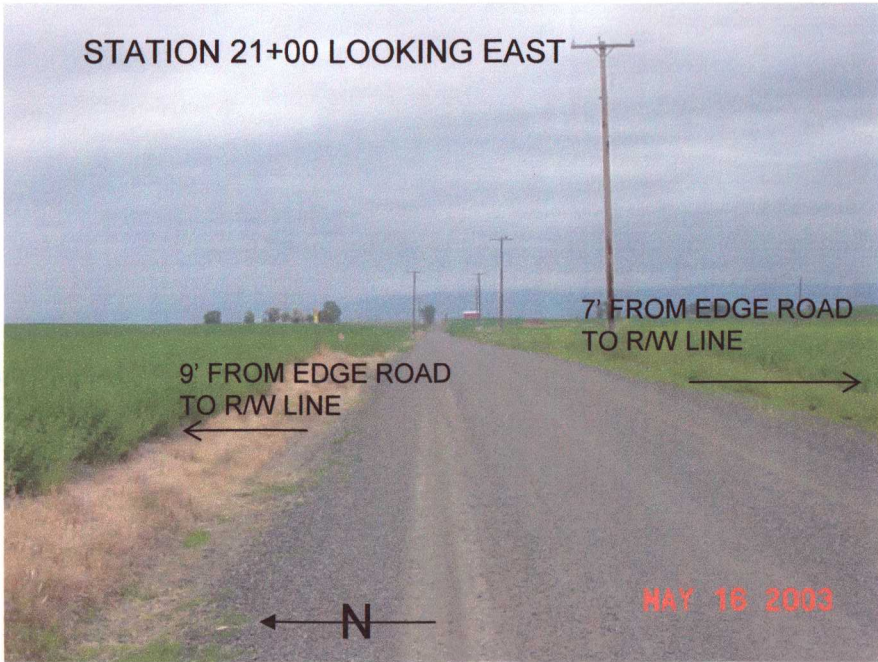 STATION 21+00 LOOKING EAST
7' FROM EDGE ROAD
TO R/W LINE
9' FROM EDGE ROAD
TO R/W LINE
N
MAY 16 2003